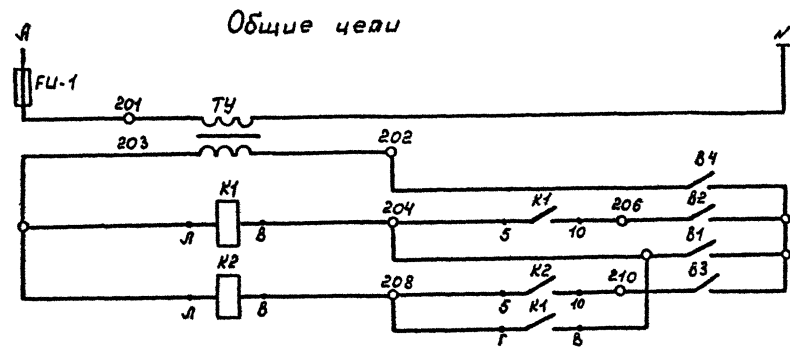 Общие цепи
А
N
FU-1
201
ТУ
203
202
В4
К1
204
К1
206
В2
А
В
5
10
В1
К2
208
К2
210
В3
А
В
5
К1
10
Г
В